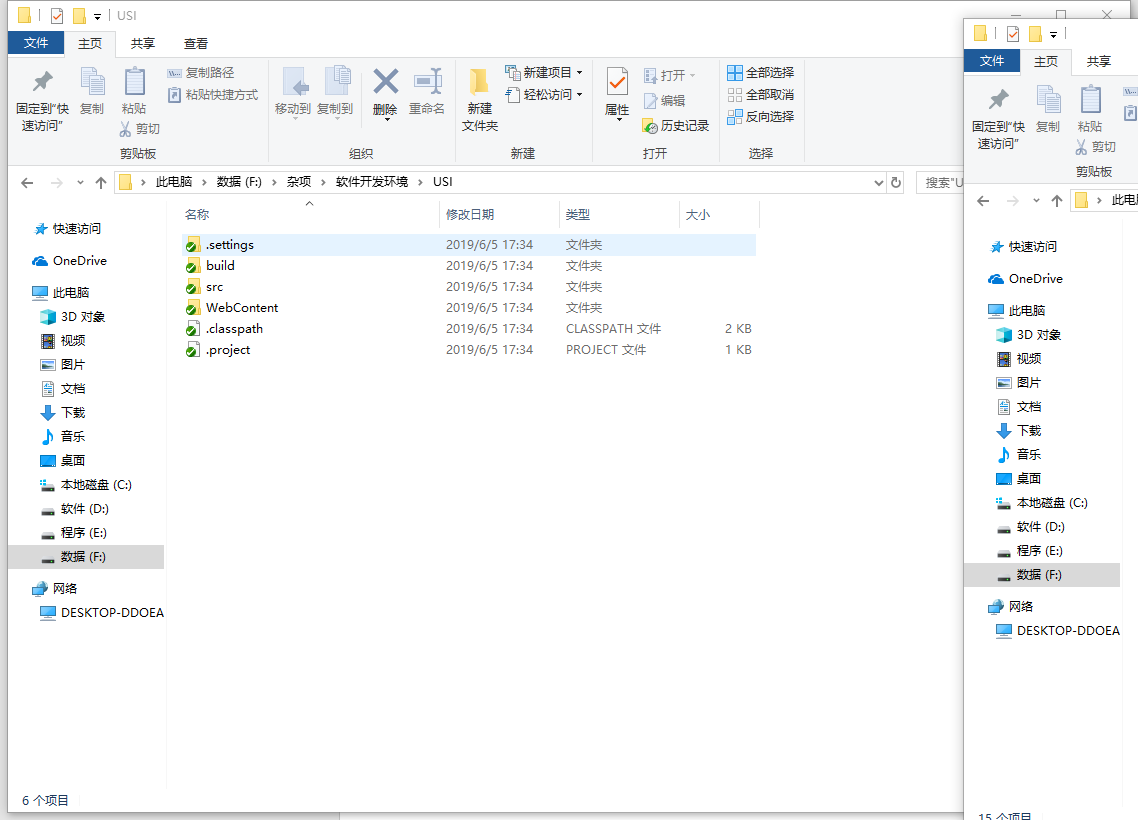 USI
文件 主页 共享 查看
固定到"快速访问"
复制
粘贴
复制路径
粘贴快捷方式
剪切
剪贴板
移动到 复制到 删除 重命名
组织
新建文件夹
新建项目
轻松访问
新建
属性
打开
编辑
历史记录
打开
全部选择
全部取消
反向选择
选择
此电脑 数据 (F:) 杂项 软件开发环境 USI
搜索"U
名称 修改日期 类型 大小
.settings 2019/6/5 17:34 文件夹
build 2019/6/5 17:34 文件夹
src 2019/6/5 17:34 文件夹
WebContent 2019/6/5 17:34 文件夹
.classpath 2019/6/5 17:34 CLASSPATH 文件 2 KB
.project 2019/6/5 17:34 PROJECT 文件 1 KB
快速访问
OneDrive
此电脑
3D 对象
视频
图片
文档
下载
音乐
桌面
本地磁盘 (C:)
软件 (D:)
程序 (E:)
数据 (F:)
网络
DESKTOP-DDOEA
6 个项目
文件 主页 共享
固定到"快速访问"
复制
粘贴
剪切
剪贴板
此电脑
快速访问
OneDrive
此电脑
3D 对象
视频
图片
文档
下载
音乐
桌面
本地磁盘 (C:)
软件 (D:)
程序 (E:)
数据 (F:)
网络
DESKTOP-DDOEA
15 个项目